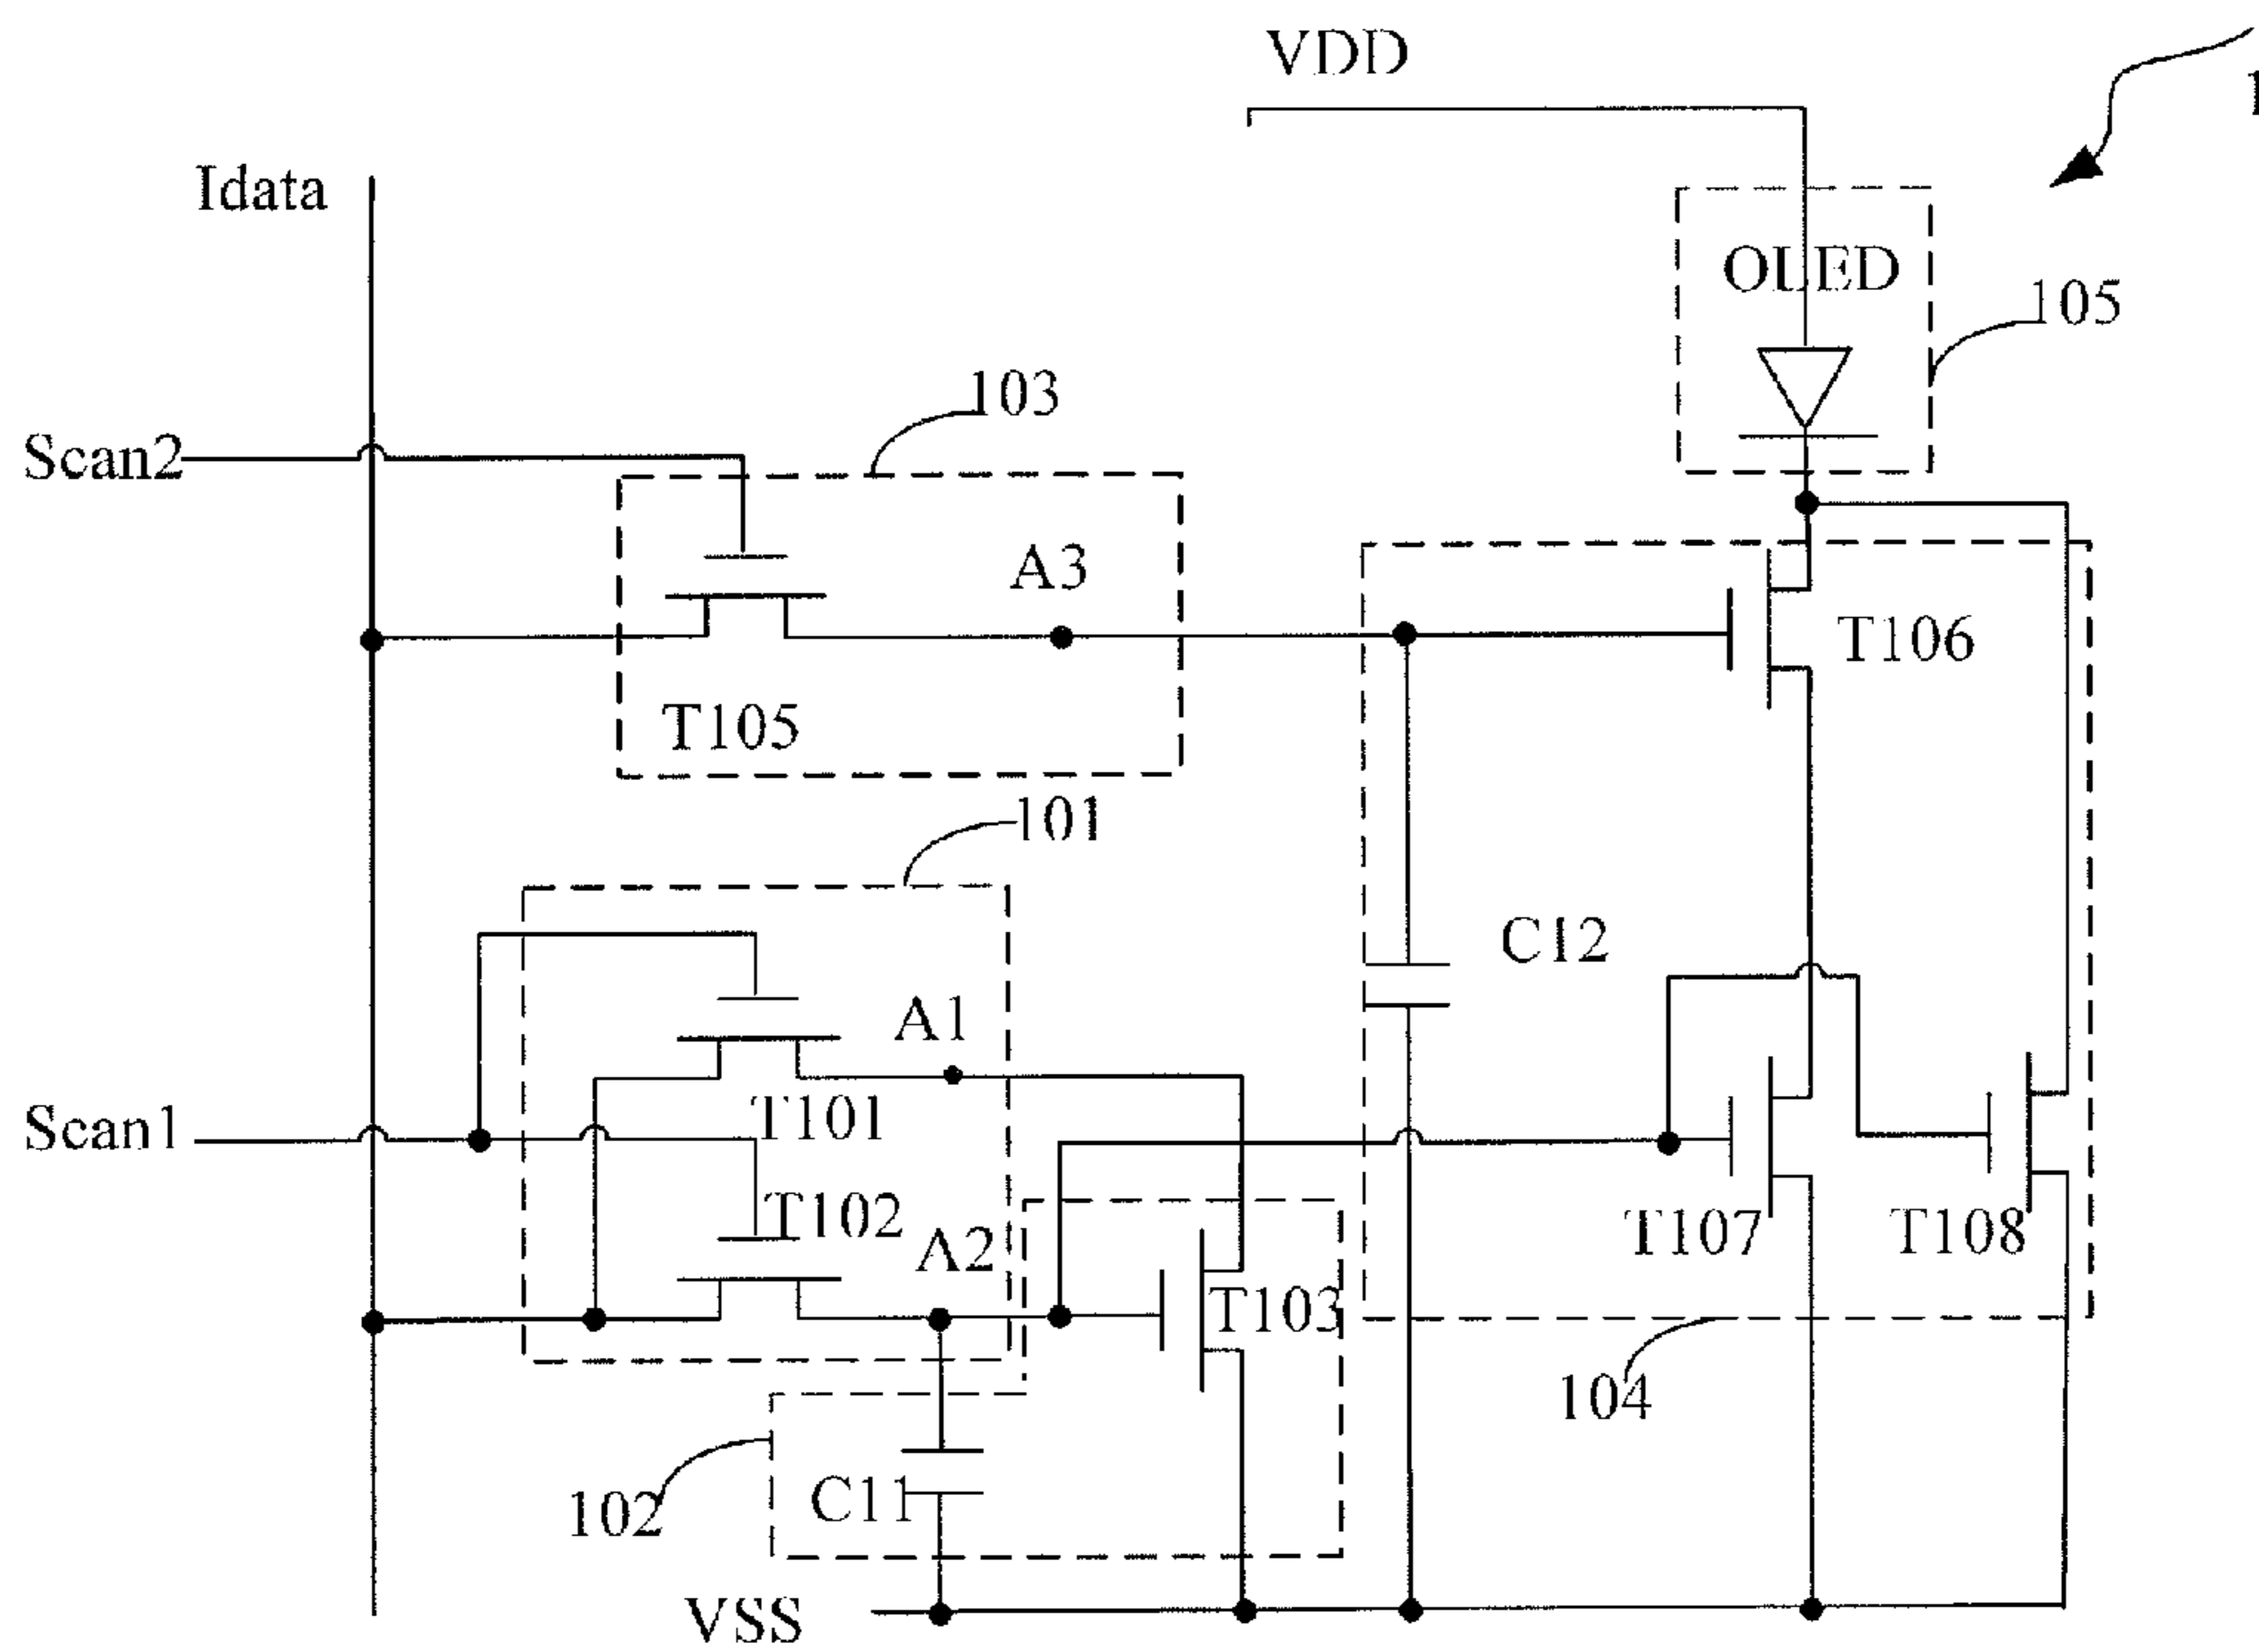 VDD
1
Idata
OLED
105
103
Scan2
A3
T106
T105
101
C12
A1
Scan1
T101
T102
A2
T107
T108
T103
104
C11
102
VSS